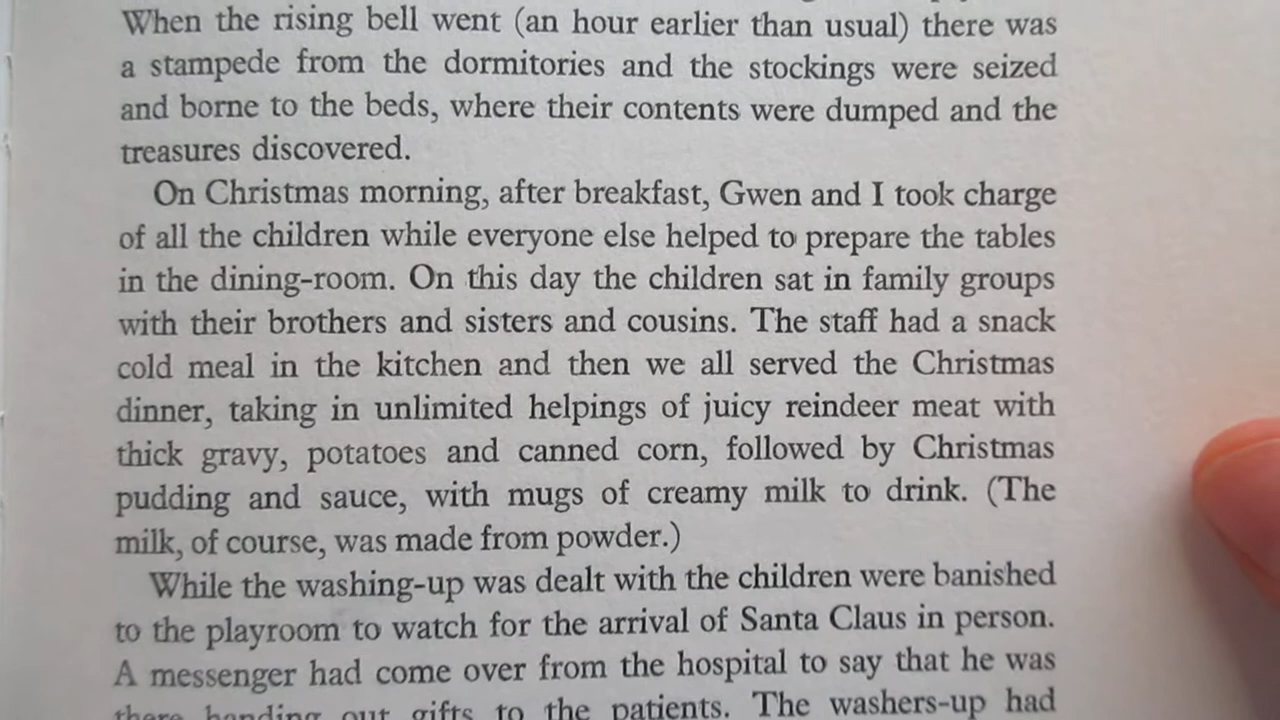 When the rising bell went (an hour earlier than usual) there was
a stampede from the dormitories and the stockings were seized
and borne to the beds, where their contents were dumped and the
treasures discovered.
On Christmas morning, after breakfast, Gwen and I took charge
of all the children while everyone else helped to prepare the tables
in the dining-room. On this day the children sat in family groups
with their brothers and sisters and cousins. The staff had a snack
cold meal in the kitchen and then we all served the Christmas
dinner, taking in unlimited helpings of juicy reindeer meat with
thick gravy, potatoes and canned corn, followed by Christmas
pudding and sauce, with mugs of creamy milk to drink. (The
milk, of course, was made from powder.)
While the washing-up was dealt with the children were banished
to the playroom to watch for the arrival of Santa Claus in person.
A messenger had come over from the hospital to say that he was
there handing out gifts to the patients. The washers-up had